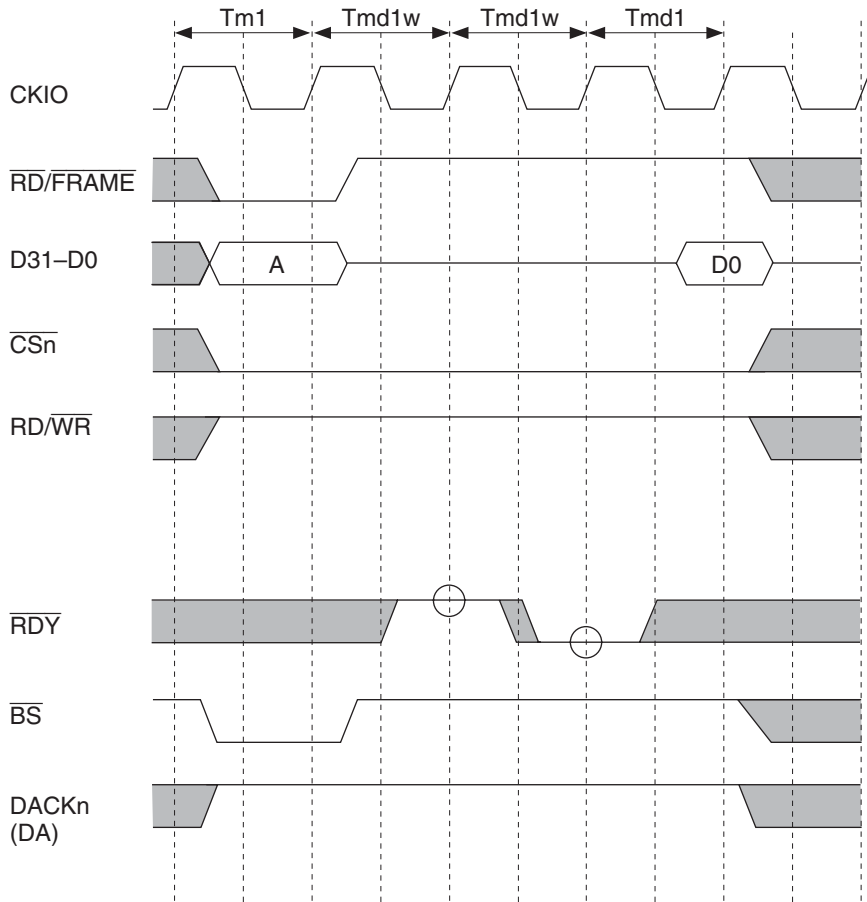 Tm1 Tmd1w Tmd1w Tmd1
CKIO
RD/FRAME
D31–D0 A D0
CSn
RD/WR
RDY
BS
DACKn
(DA)